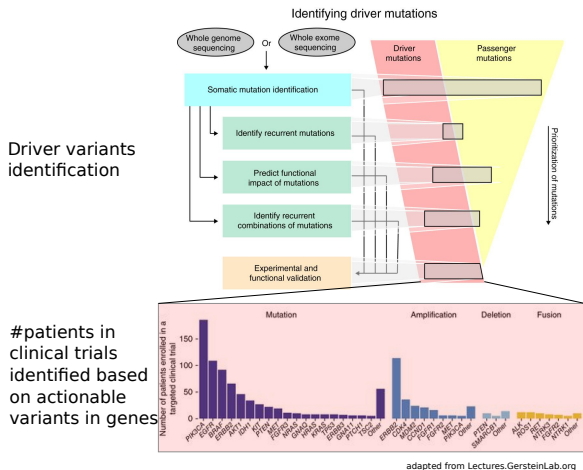 Identifying driver mutations
Whole genome
sequencing
Or
Whole exome
sequencing
Driver
mutations
Passenger
mutations
Somatic mutation identification
Identify recurrent mutations
Predict functional
impact of mutations
Identify recurrent
combinations of mutations
Experimental and
functional validation
Prioritization of mutations
Driver variants
identification
#patients in
clinical trials
identified based
on actionable
variants in genes
Number of patients enrolled in a
targeted clinical trial
150
100
50
0
Mutation
Amplification
Deletion
Fusion
PIK3CA
EGFR
BRAF
ERBB2
AKT1
IDH1
KIT
PTEN
MET
FGFR3
NRAS
GNAQ
HRAS
KRAS
TP53
ERBB3
GNA11
PTCH1
TSC2
Other
ERBB2
CDK4
MDM2
CCND1
FGFR1
FGFR2
MET
PIK3CA
Other
PTEN
SMARCB1
Other
ALK
ROS1
RET
NTRK3
FGFR2
NTRK1
Other
adapted from Lectures.GersteinLab.org